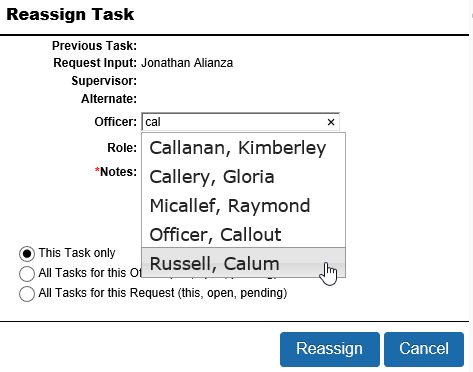 Reassign Task
Previous Task:
Request Input: Jonathan Alianza
Supervisor:
Alternate:
Officer: cal ×
Role:
*Notes:
Callanan, Kimberley
Callery, Gloria
Micallef, Raymond
Officer, Callout
Russell, Calum
This Task only
All Tasks for this
All Tasks for this Request (this, open, pending)
Reassign Cancel